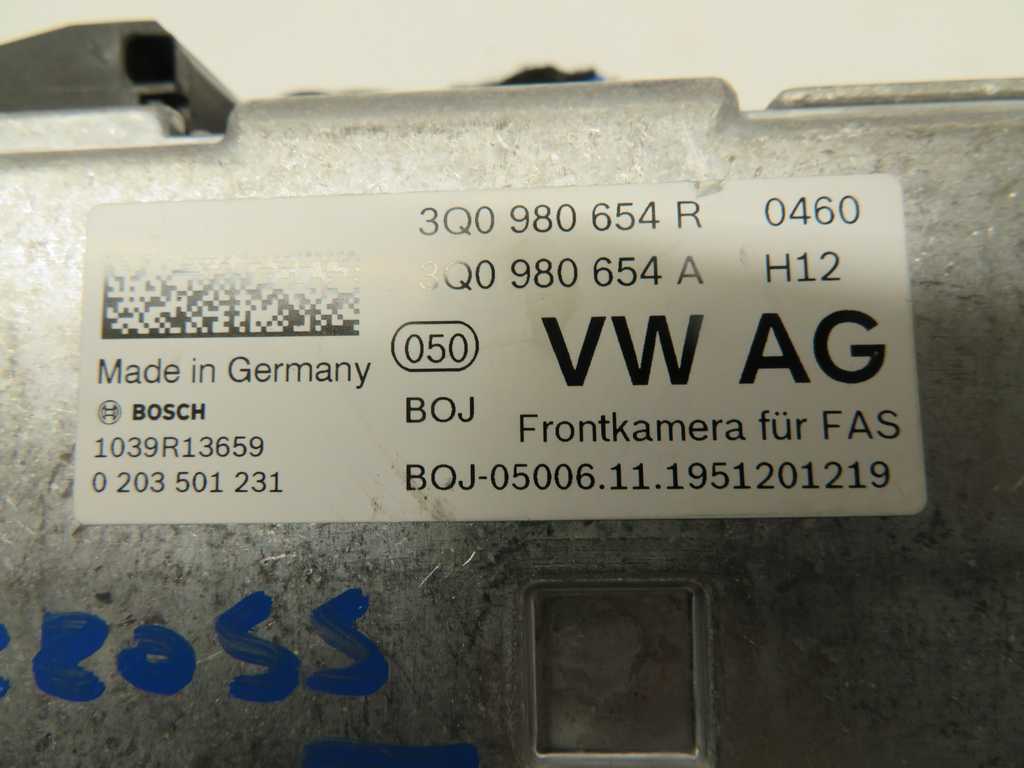 3Q0 980 654 R 0460
3Q0 980 654 A H12
050
VW AG
Made in Germany
BOSCH
BOJ
Frontkamera für FAS
1039R13659
0 203 501 231
BOJ-05006.11.1951201219